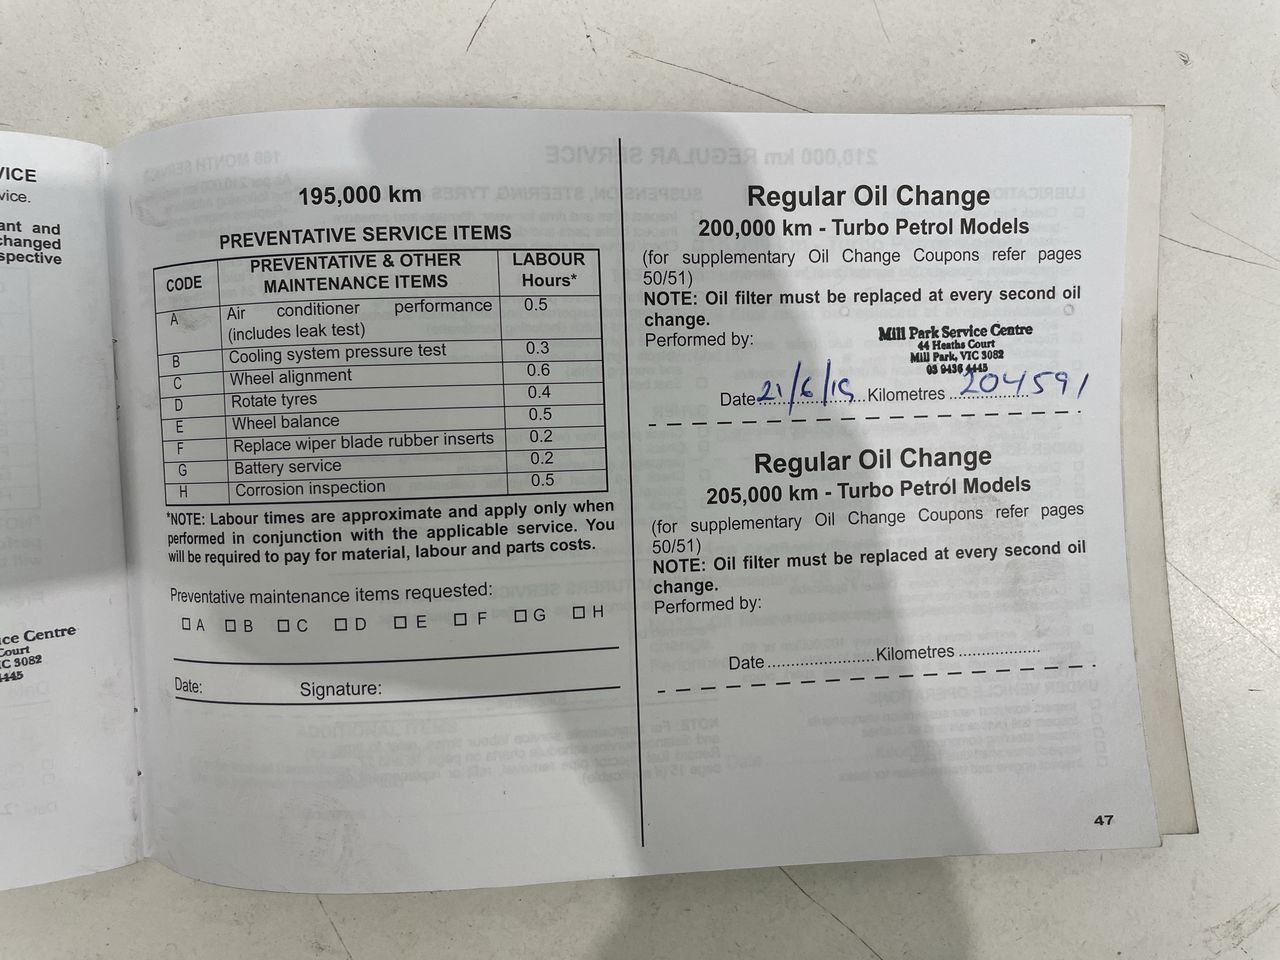 VICE
vice.
ant and
changed
spective
ice Centre
Court
IC 3082
4445
195,000 km
PREVENTATIVE SERVICE ITEMS
CODE PREVENTATIVE & OTHER MAINTENANCE ITEMS LABOUR Hours*
A Air conditioner performance (includes leak test) 0.5
B Cooling system pressure test 0.3
C Wheel alignment 0.6
D Rotate tyres 0.4
E Wheel balance 0.5
F Replace wiper blade rubber inserts 0.2
G Battery service 0.2
H Corrosion inspection 0.5
*NOTE: Labour times are approximate and apply only when
performed in conjunction with the applicable service. You
will be required to pay for material, labour and parts costs.
Preventative maintenance items requested:
☐ A ☐ B ☐ C ☐ D ☐ E ☐ F ☐ G ☐ H
Date: Signature:
Regular Oil Change
200,000 km - Turbo Petrol Models
(for supplementary Oil Change Coupons refer pages
50/51)
NOTE: Oil filter must be replaced at every second oil
change.
Performed by:
Mill Park Service Centre
44 Heaths Court
Mill Park, VIC 3082
03 9436 4445
Date 21/6/19 Kilometres 204591
Regular Oil Change
205,000 km - Turbo Petrol Models
(for supplementary Oil Change Coupons refer pages
50/51)
NOTE: Oil filter must be replaced at every second oil
change.
Performed by:
Date ........................ Kilometres ..................
47